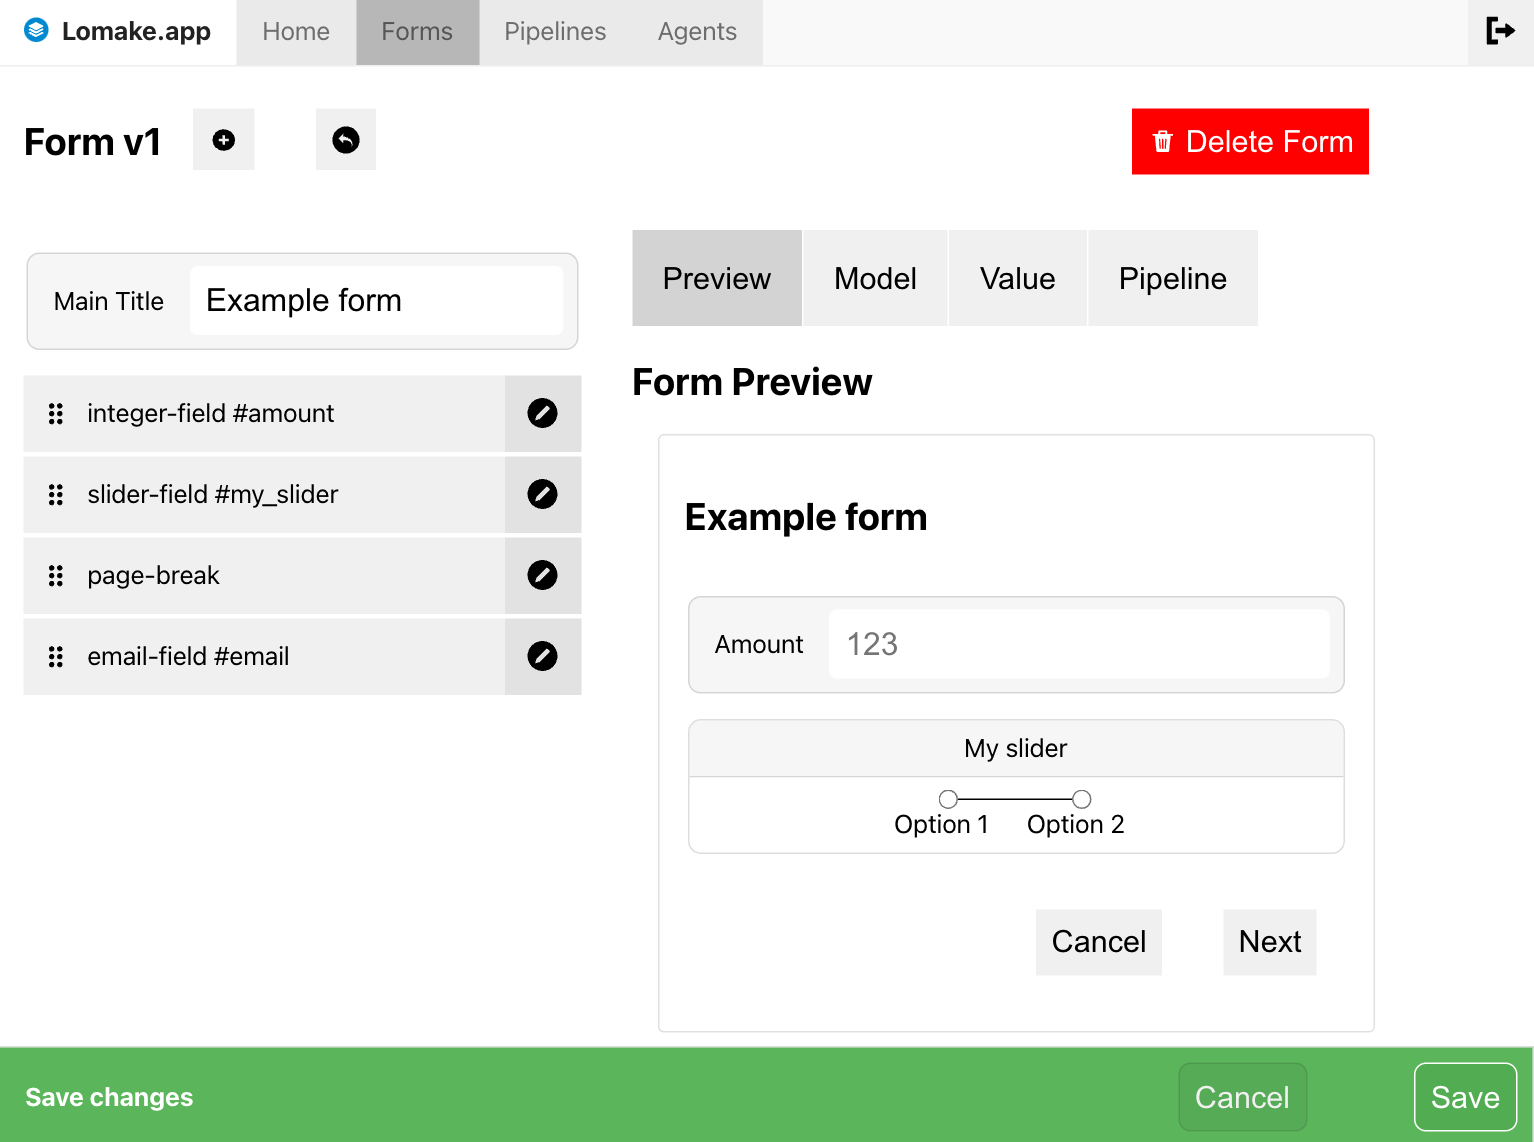 Lomake.app Home Forms Pipelines Agents
Form v1
Delete Form
Main Title Example form
integer-field #amount
slider-field #my_slider
page-break
email-field #email
Preview Model Value Pipeline
Form Preview
Example form
Amount 123
My slider
Option 1 Option 2
Cancel Next
Save changes Cancel Save